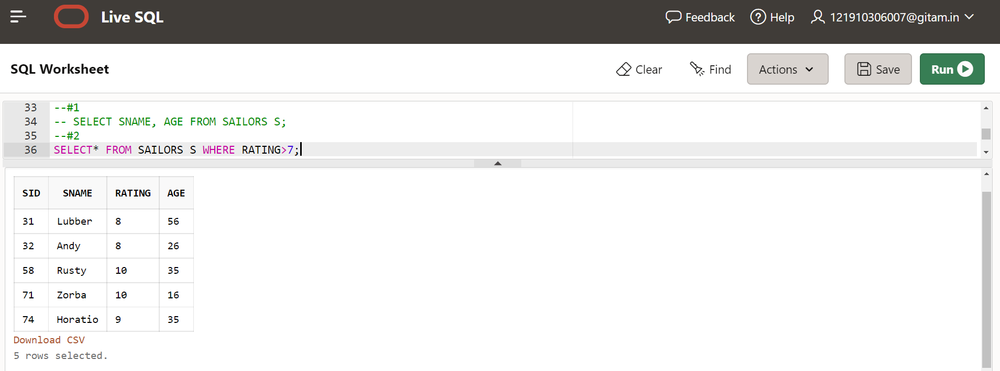 Live SQL
Feedback Help 121910306007@gitam.in
SQL Worksheet
Clear Find Actions Save Run
33 --#1
34 -- SELECT SNAME, AGE FROM SAILORS S;
35 --#2
36 SELECT* FROM SAILORS S WHERE RATING>7;
SID SNAME RATING AGE
31 Lubber 8 56
32 Andy 8 26
58 Rusty 10 35
71 Zorba 10 16
74 Horatio 9 35
Download CSV
5 rows selected.